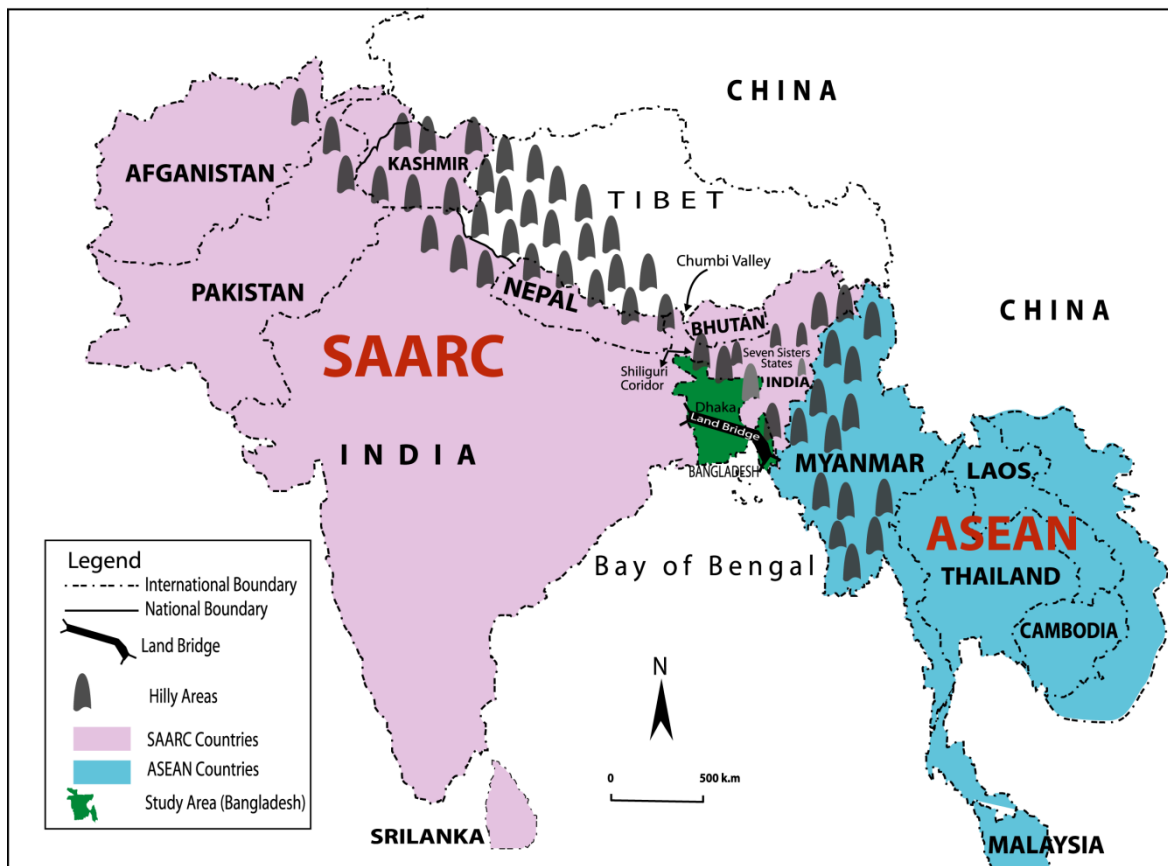 CHINA
AFGANISTAN
KASHMIR
TIBET
PAKISTAN
NEPAL
Chumbi Valley
BHUTÁN
CHINA
SAARC
Shiliguri
Coridor
Seven Sisters
States
INDIA
Dhaka
Land Bridge
BANGLADESH
INDIA
MYANMAR
LAOS
ASEAN
THAILAND
CAMBODIA
Bay of Bengal
Legend
International Boundary
National Boundary
Land Bridge
Hilly Areas
SAARC Countries
ASEAN Countries
Study Area (Bangladesh)
N
0 500 k.m
SRILANKA
MALAYSIA